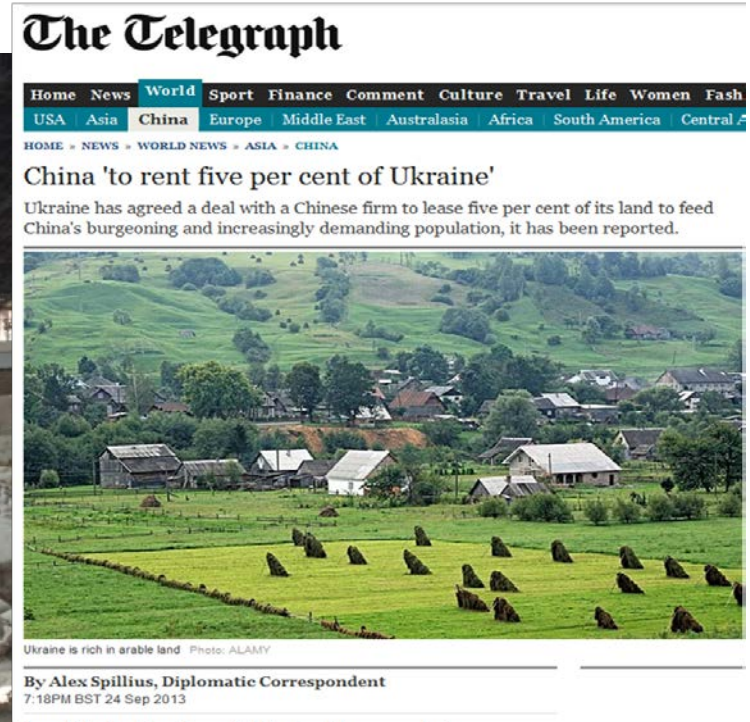 The Telegraph
Home News World Sport Finance Comment Culture Travel Life Women Fash
USA Asia China Europe Middle East Australasia Africa South America Central A
HOME » NEWS » WORLD NEWS » ASIA » CHINA
China 'to rent five per cent of Ukraine'
Ukraine has agreed a deal with a Chinese firm to lease five per cent of its land to feed
China's burgeoning and increasingly demanding population, it has been reported.
Ukraine is rich in arable land Photo: ALAMY
By Alex Spillius, Diplomatic Correspondent
7:18PM BST 24 Sep 2013